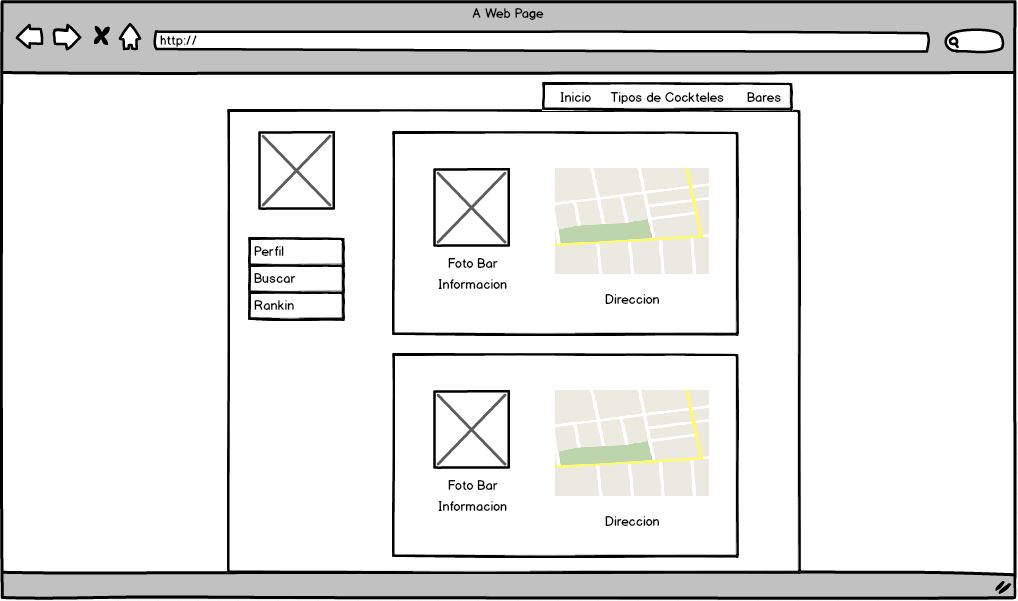 A Web Page
http://
Inicio Tipos de Cockteles Bares
Perfil
Buscar
Rankin
Foto Bar
Informacion
Direccion
Foto Bar
Informacion
Direccion